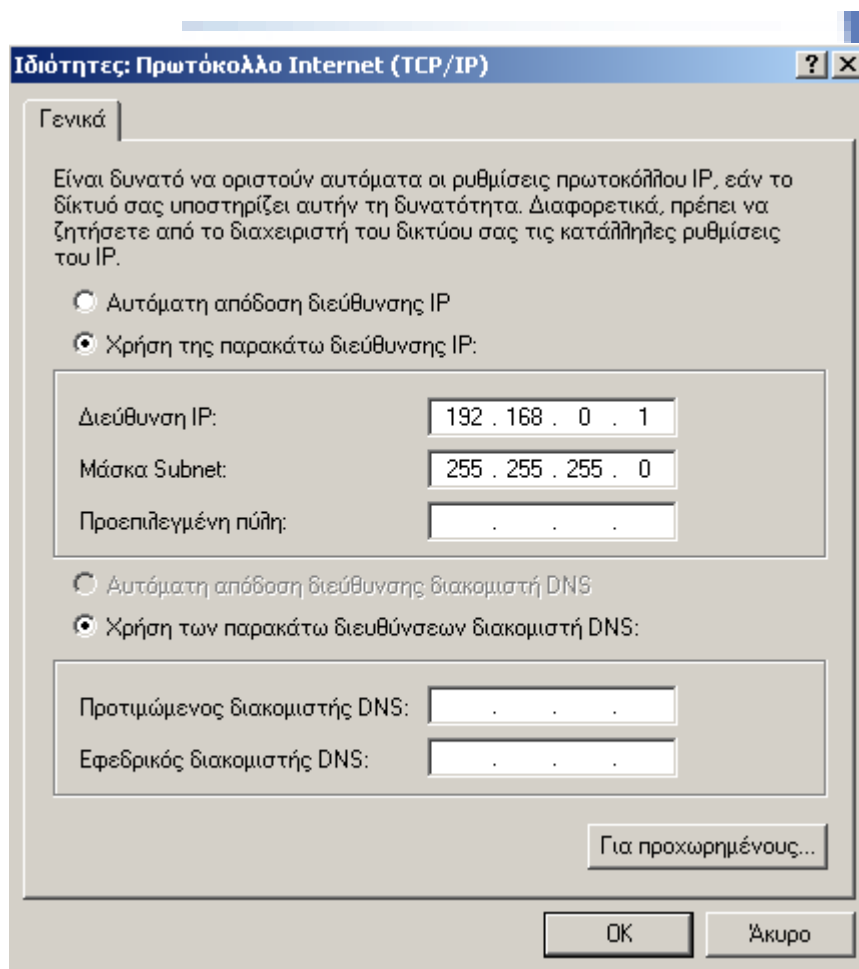 Ιδιότητες: Πρωτόκολλο Internet (TCP/IP)
Γενικά
Είναι δυνατό να οριστούν αυτόματα οι ρυθμίσεις πρωτοκόλλου IP, εάν το
δίκτυό σας υποστηρίζει αυτήν τη δυνατότητα. Διαφορετικά, πρέπει να
ζητήσετε από το διαχειριστή του δικτύου σας τις κατάλληλες ρυθμίσεις
του IP.
Αυτόματη απόδοση διεύθυνσης IP
Χρήση της παρακάτω διεύθυνσης IP:
Διεύθυνση IP: 192 . 168 . 0 . 1
Μάσκα Subnet: 255 . 255 . 255 . 0
Προεπιλεγμένη πύλη: . . .
Αυτόματη απόδοση διεύθυνσης διακομιστή DNS
Χρήση των παρακάτω διευθύνσεων διακομιστή DNS:
Προτιμώμενος διακομιστής DNS: . . .
Εφεδρικός διακομιστής DNS: . . .
Για προχωρημένους...
OK Άκυρο